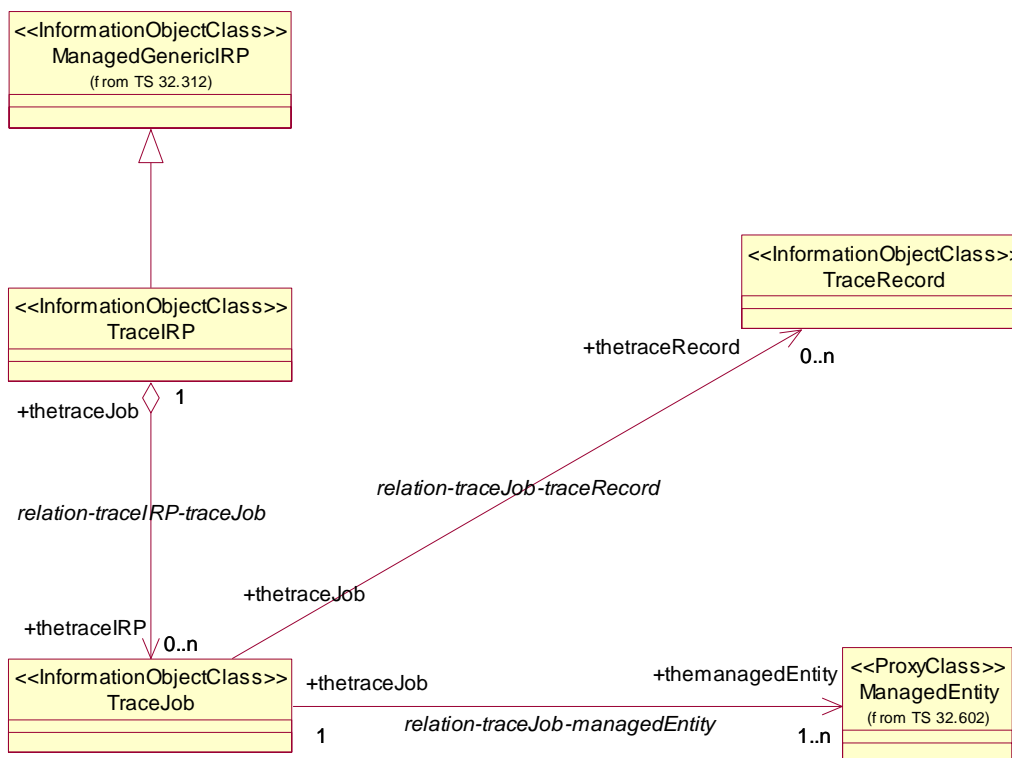 <<InformationObjectClass>>
ManagedGenericIRP
(from TS 32.312)
<<InformationObjectClass>>
TraceRecord
<<InformationObjectClass>>
TraceIRP
+thetraceRecord
0..n
1
+thetraceJob
relation-traceJob-traceRecord
relation-traceIRP-traceJob
+thetraceJob
+thetraceIRP
0..n
<<InformationObjectClass>>
TraceJob
+thetraceJob
+themanagedEntity
<<ProxyClass>>
ManagedEntity
(from TS 32.602)
relation-traceJob-managedEntity
1
1..n